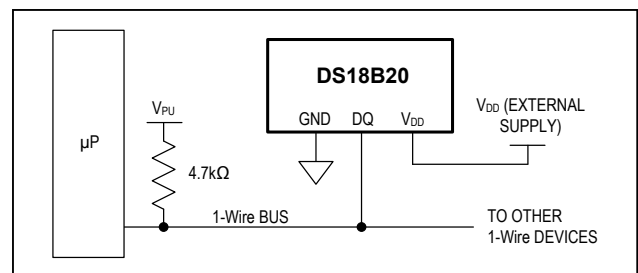 DS18B20
GND DQ VDD
VPU
VDD (EXTERNAL
SUPPLY)
µP
4.7kΩ
1-Wire BUS
TO OTHER
1-Wire DEVICES